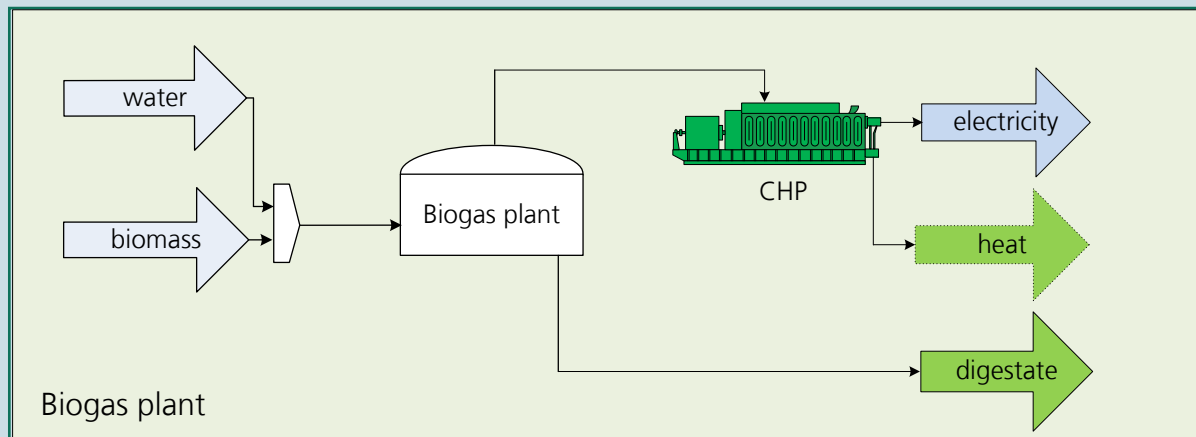 water
electricity
CHP
Biogas plant
biomass
heat
digestate
Biogas plant